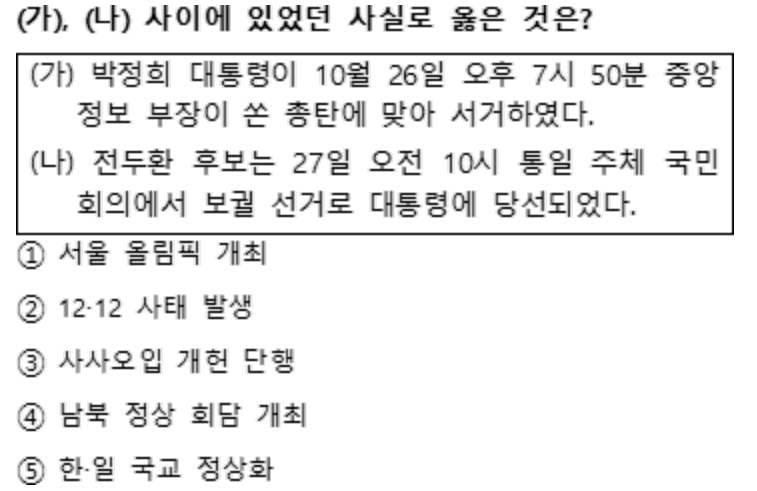 (가), (나) 사이에 있었던 사실로 옳은 것은?
(가) 박정희 대통령이 10월 26일 오후 7시 50분 중앙
정보 부장이 쏜 총탄에 맞아 서거하였다.
(나) 전두환 후보는 27일 오전 10시 통일 주체 국민
회의에서 보궐 선거로 대통령에 당선되었다.
① 서울 올림픽 개최
② 12·12 사태 발생
③ 사사오입 개헌 단행
④ 남북 정상 회담 개최
⑤ 한·일 국교 정상화